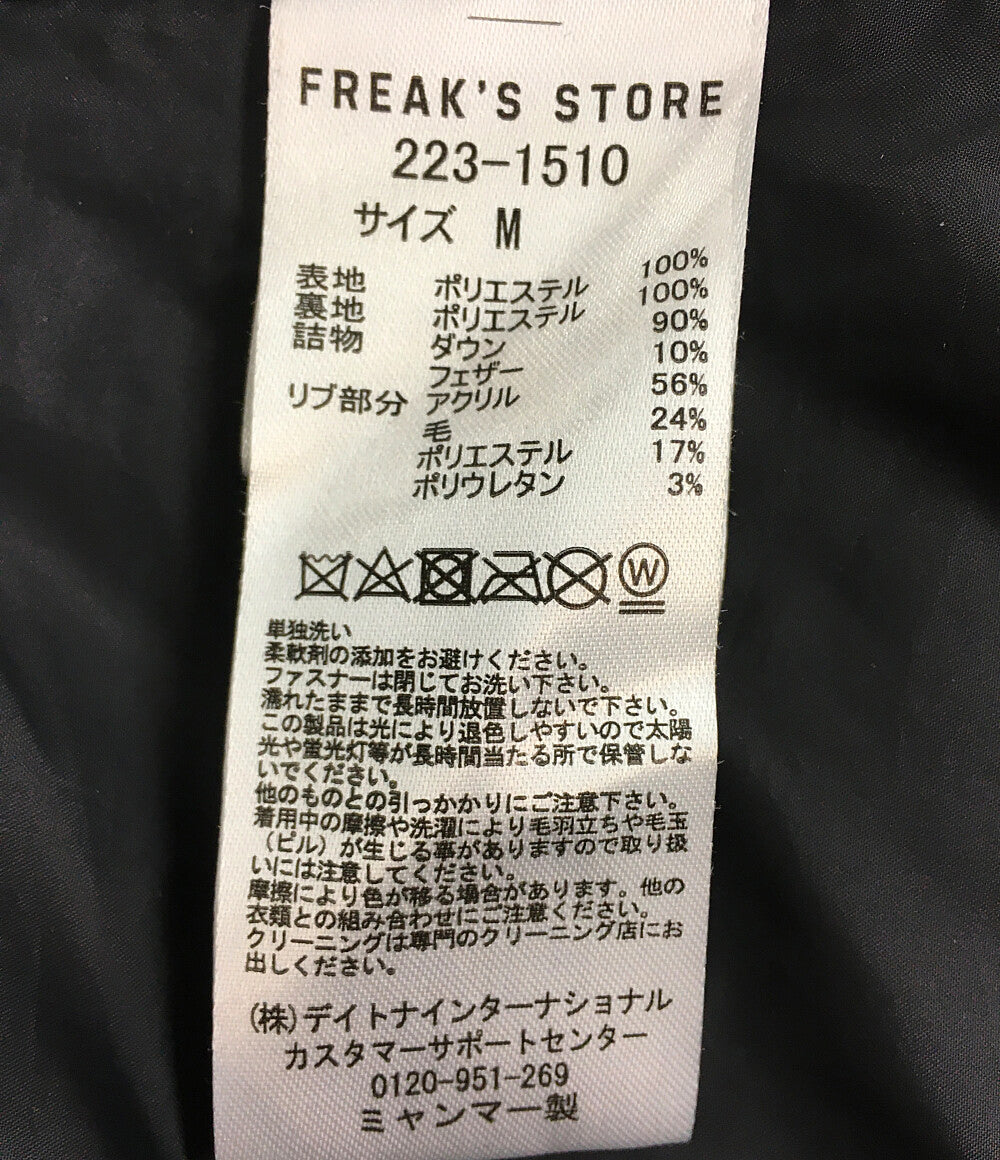 FREAK'S STORE
223-1510
サイズ M
表地 ポリエステル 100%
裏地 ポリエステル 100%
詰物 ダウン 90%
フェザー 10%
リブ部分 アクリル 56%
毛 24%
ポリエステル 17%
ポリウレタン 3%
W
単独洗い
柔軟剤の添加をお避けください。
ファスナーは閉じてお洗い下さい。
濡れたままで長時間放置しないで下さい。
この製品は光により退色しやすいので太陽
光や蛍光灯等が長時間当たる所で保管しな
いでください。
他のものとの引っかかりにご注意下さい。
着用中の摩擦や洗濯により毛羽立ちや毛玉
（ピル）が生じる事がありますので取り扱
いには注意してください。
摩擦により色が移る場合があります。他の
衣類との組み合わせにご注意ください。
クリーニングは専門のクリーニング店にお
出しください。
(株)デイトナインターナショナル
カスタマーサポートセンター
0120-951-269
ミャンマー製